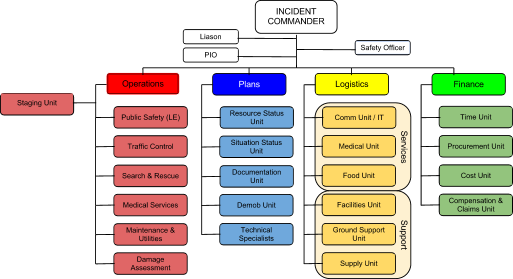 INCIDENT
COMMANDER
Liason
PIO
Safety Officer
Operations
Plans
Logistics
Finance
Staging Unit
Public Safety (LE)
Traffic Control
Search & Rescue
Medical Services
Maintenance &
Utilities
Damage
Assessment
Resource Status
Unit
Situation Status
Unit
Documentation
Unit
Demob Unit
Technical
Specialists
Comm Unit / IT
Medical Unit
Food Unit
Services
Facilities Unit
Ground Support
Unit
Supply Unit
Support
Time Unit
Procurement Unit
Cost Unit
Compensation &
Claims Unit